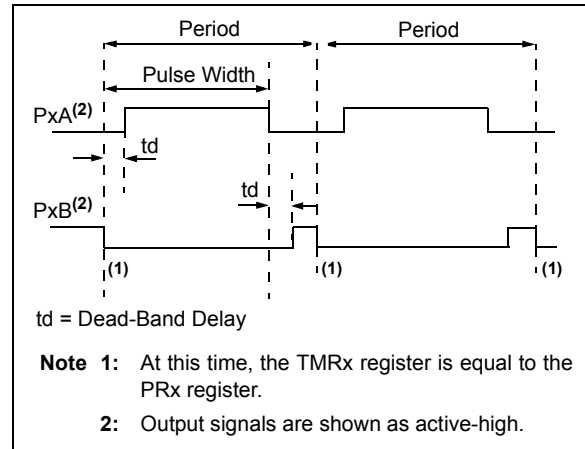 Period Period
Pulse Width
PxA(2)
td
td
PxB(2)
(1) (1) (1)
td = Dead-Band Delay
Note 1: At this time, the TMRx register is equal to the
PRx register.
2: Output signals are shown as active-high.